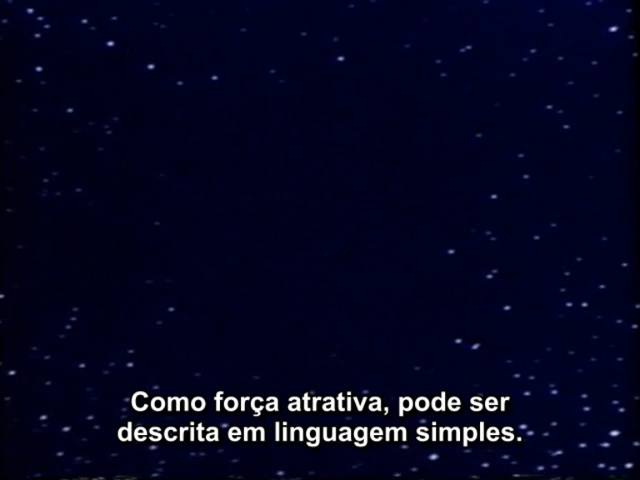 Como força atrativa, pode ser
descrita em linguagem simples.